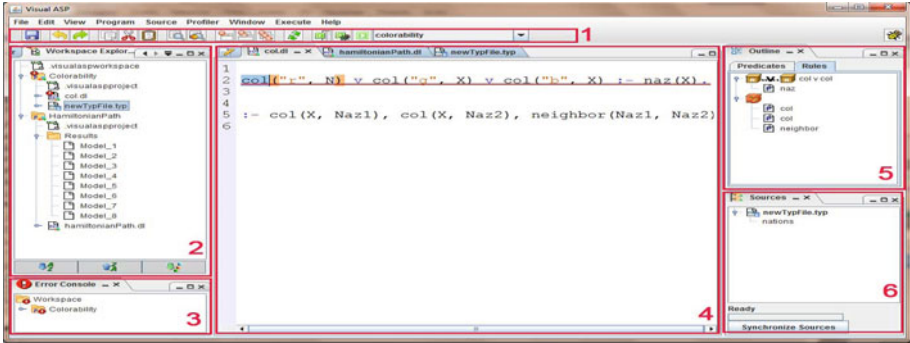 Visual ASP
File Edit View Program Source Profiler Window Execute Help
colorability
1
Workspace Explor...
.visualaspworkspace
Colorability
.visualaspproject
col.dl
newTypFile.typ
HamiltonianPath
.visualaspproject
Results
Model_1
Model_2
Model_3
Model_4
Model_5
Model_6
Model_7
Model_8
hamiltonianPath.dl
2
Error Console
Workspace
Colorability
3
col.dl hamiltonianPath.dl newTypFile.typ
1
2 col("r", N) v col("g", X) v col("b", X) :- naz(X).
3
4
5 :- col(X, Naz1), col(X, Naz2), neighbor(Naz1, Naz2)
6
4
Outline
Predicates Rules
col v col
naz
col
col
neighbor
5
Sources
newTypFile.typ
nations
6
Ready
Synchronize Sources